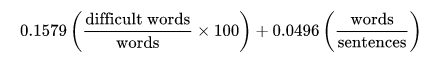 0.1579 (difficult words / words × 100) + 0.0496 (words / sentences)